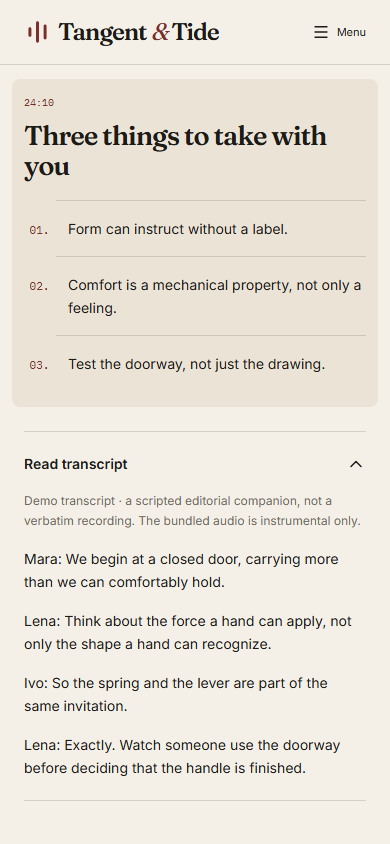 Tangent & Tide
Menu
24:10
Three things to take with
you
01. Form can instruct without a label.
02. Comfort is a mechanical property, not only a
feeling.
03. Test the doorway, not just the drawing.
Read transcript
Demo transcript · a scripted editorial companion, not a
verbatim recording. The bundled audio is instrumental only.
Mara: We begin at a closed door, carrying more
than we can comfortably hold.
Lena: Think about the force a hand can apply, not
only the shape a hand can recognize.
Ivo: So the spring and the lever are part of the
same invitation.
Lena: Exactly. Watch someone use the doorway
before deciding that the handle is finished.